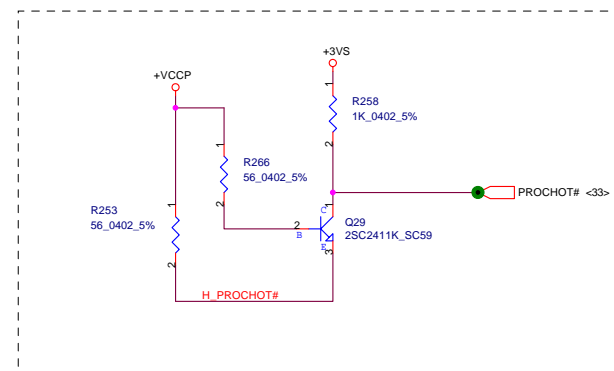 +3VS
+VCCP
1
R258
1K_0402_5%
2
1
R266
56_0402_5%
2
PROCHOT# <33>
1
C
R253
56_0402_5%
1
2
B
Q29
2SC2411K_SC59
E
3
2
H_PROCHOT#